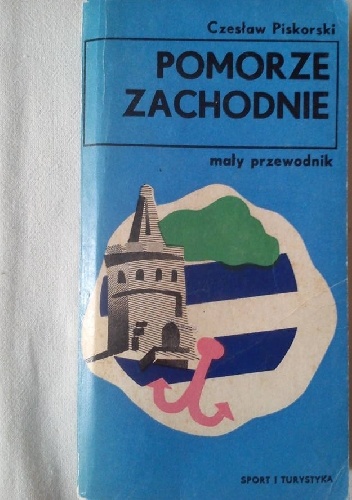 Czesław Piskorski
POMORZE
ZACHODNIE
mały przewodnik
SPORT I TURYSTYKA